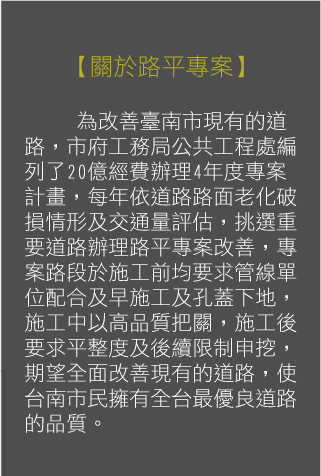 【關於路平專案】
為改善臺南市現有的道
路，市府工務局公共工程處編
列了20億經費辦理4年度專案
計畫，每年依道路路面老化破
損情形及交通量評估，挑選重
要道路辦理路平專案改善，專
案路段於施工前均要求管線單
位配合及早施工及孔蓋下地，
施工中以高品質把關，施工後
要求平整度及後續限制申挖，
期望全面改善現有的道路，使
台南市民擁有全台最優良道路
的品質。